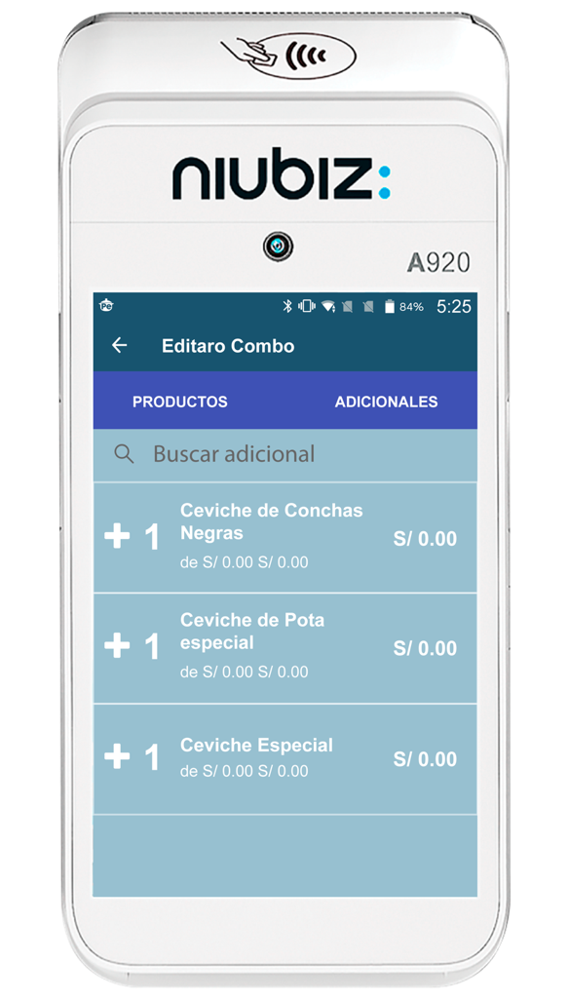 niubiz:
A920
Pe
84% 5:25
Editaro Combo
PRODUCTOS ADICIONALES
Buscar adicional
Ceviche de Conchas
Negras
1 S/ 0.00
de S/ 0.00 S/ 0.00
Ceviche de Pota
especial
1 S/ 0.00
de S/ 0.00 S/ 0.00
Ceviche Especial
1 S/ 0.00
de S/ 0.00 S/ 0.00